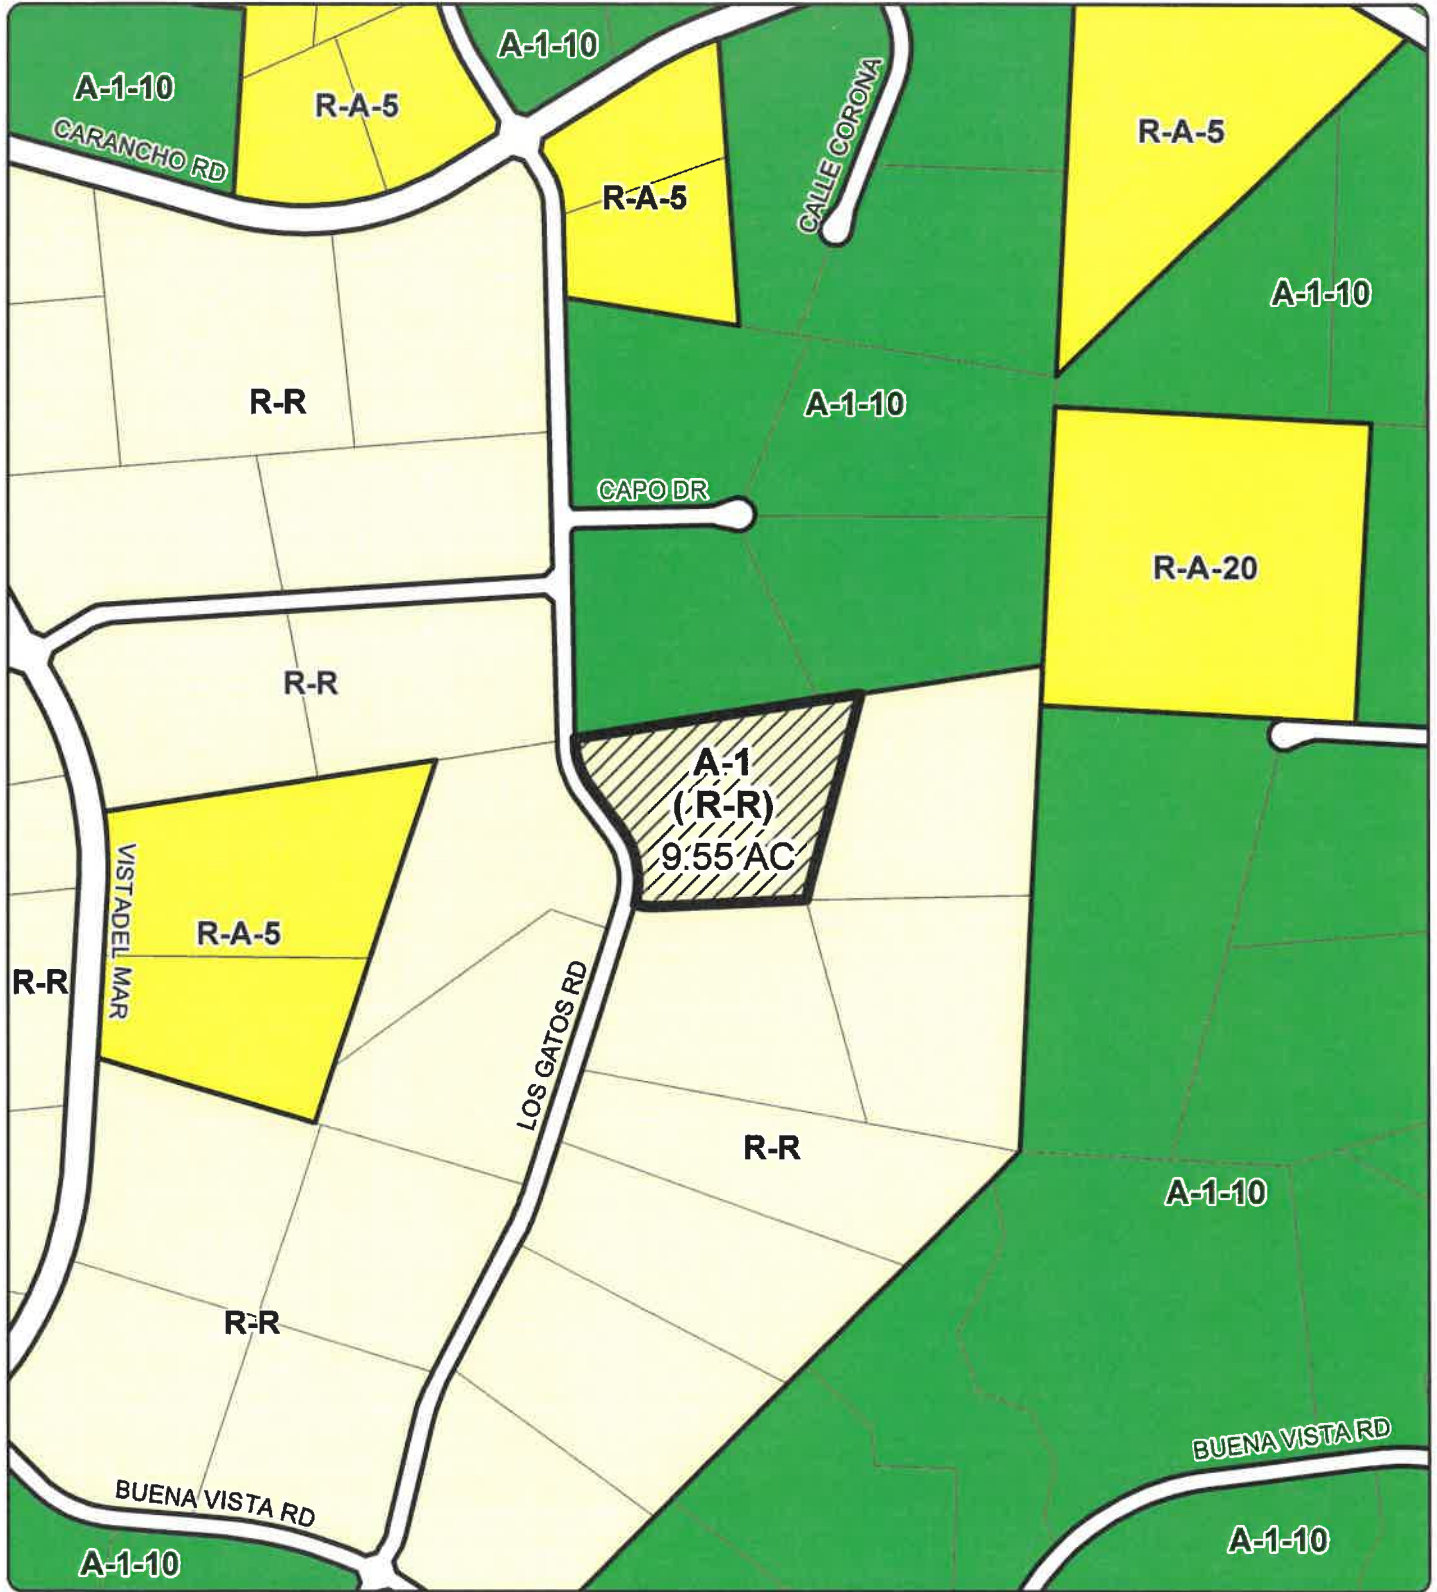 A-1-10
A-1-10
R-A-5
R-A-5
CARANCHO RD
R-A-5
CALLE CORONA
A-1-10
R-R
A-1-10
CAPO DR
R-A-20
R-R
A-1
( R-R)
9.55 AC
VISTADEL MAR
R-A-5
R-R
LOS GATOS RD
R-R
A-1-10
R-R
BUENA VISTA RD
BUENA VISTA RD
A-1-10
A-1-10